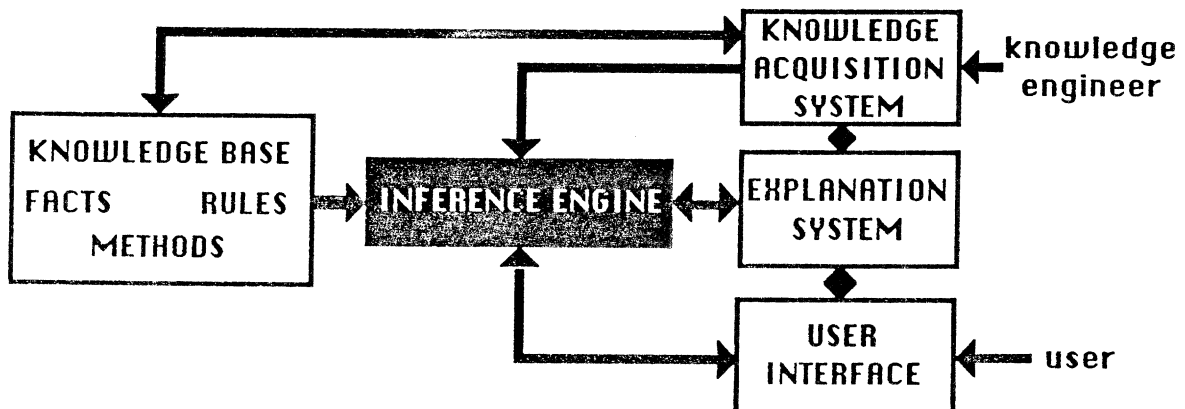 KNOWLEDGE BASE
FACTS RULES
METHODS
INFERENCE ENGINE
KNOWLEDGE
ACQUISITION
SYSTEM
knowledge
engineer
EXPLANATION
SYSTEM
USER
INTERFACE
user